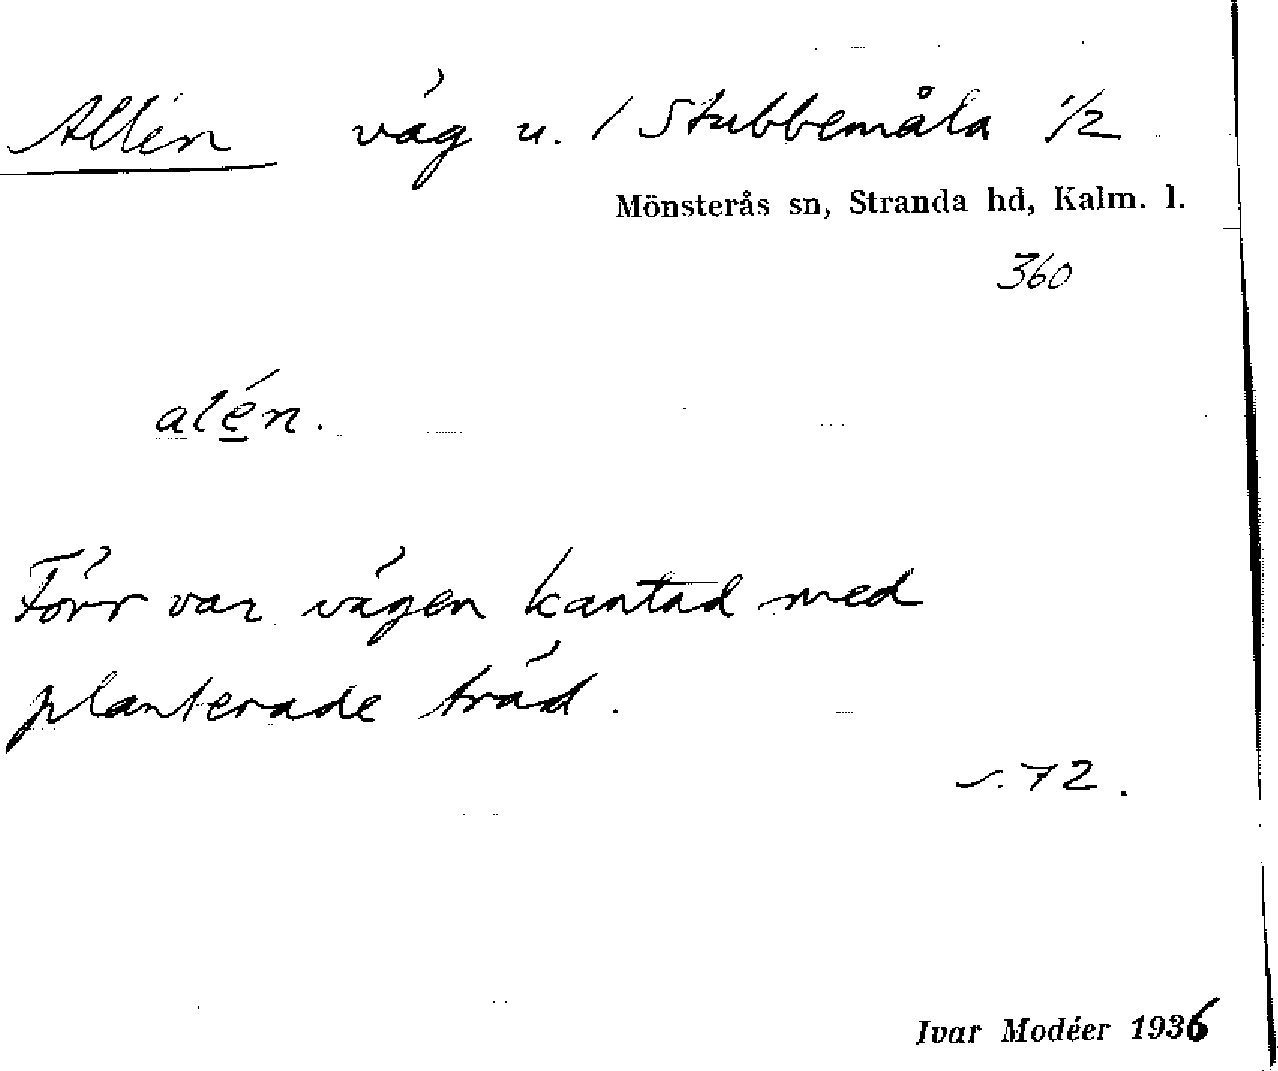 Allén väg u. / Stubbemåla 1/2
Mönsterås sn, Stranda hd, Kalm. l.
360
alén.
Förr var vägen kantad med
planterade träd.
s. 72.
Ivar Modéer 1936